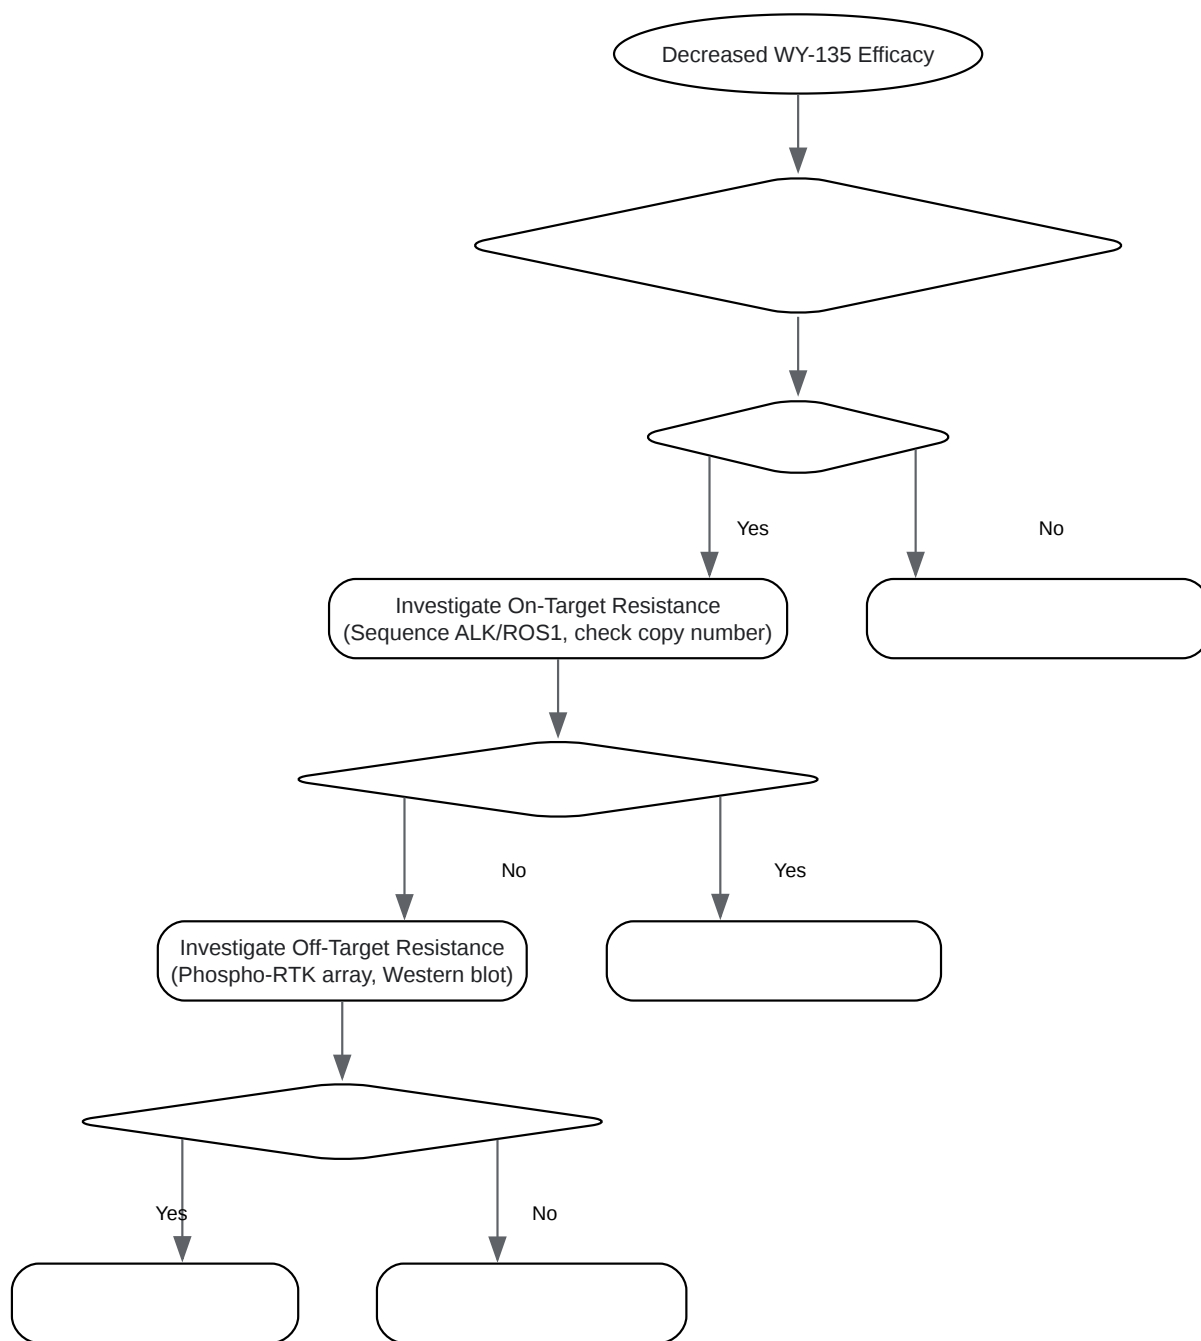 Decreased WY-135 Efficacy
Yes
No
Investigate On-Target Resistance
(Sequence ALK/ROS1, check copy number)
No
Yes
Investigate Off-Target Resistance
(Phospho-RTK array, Western blot)
Yes
No